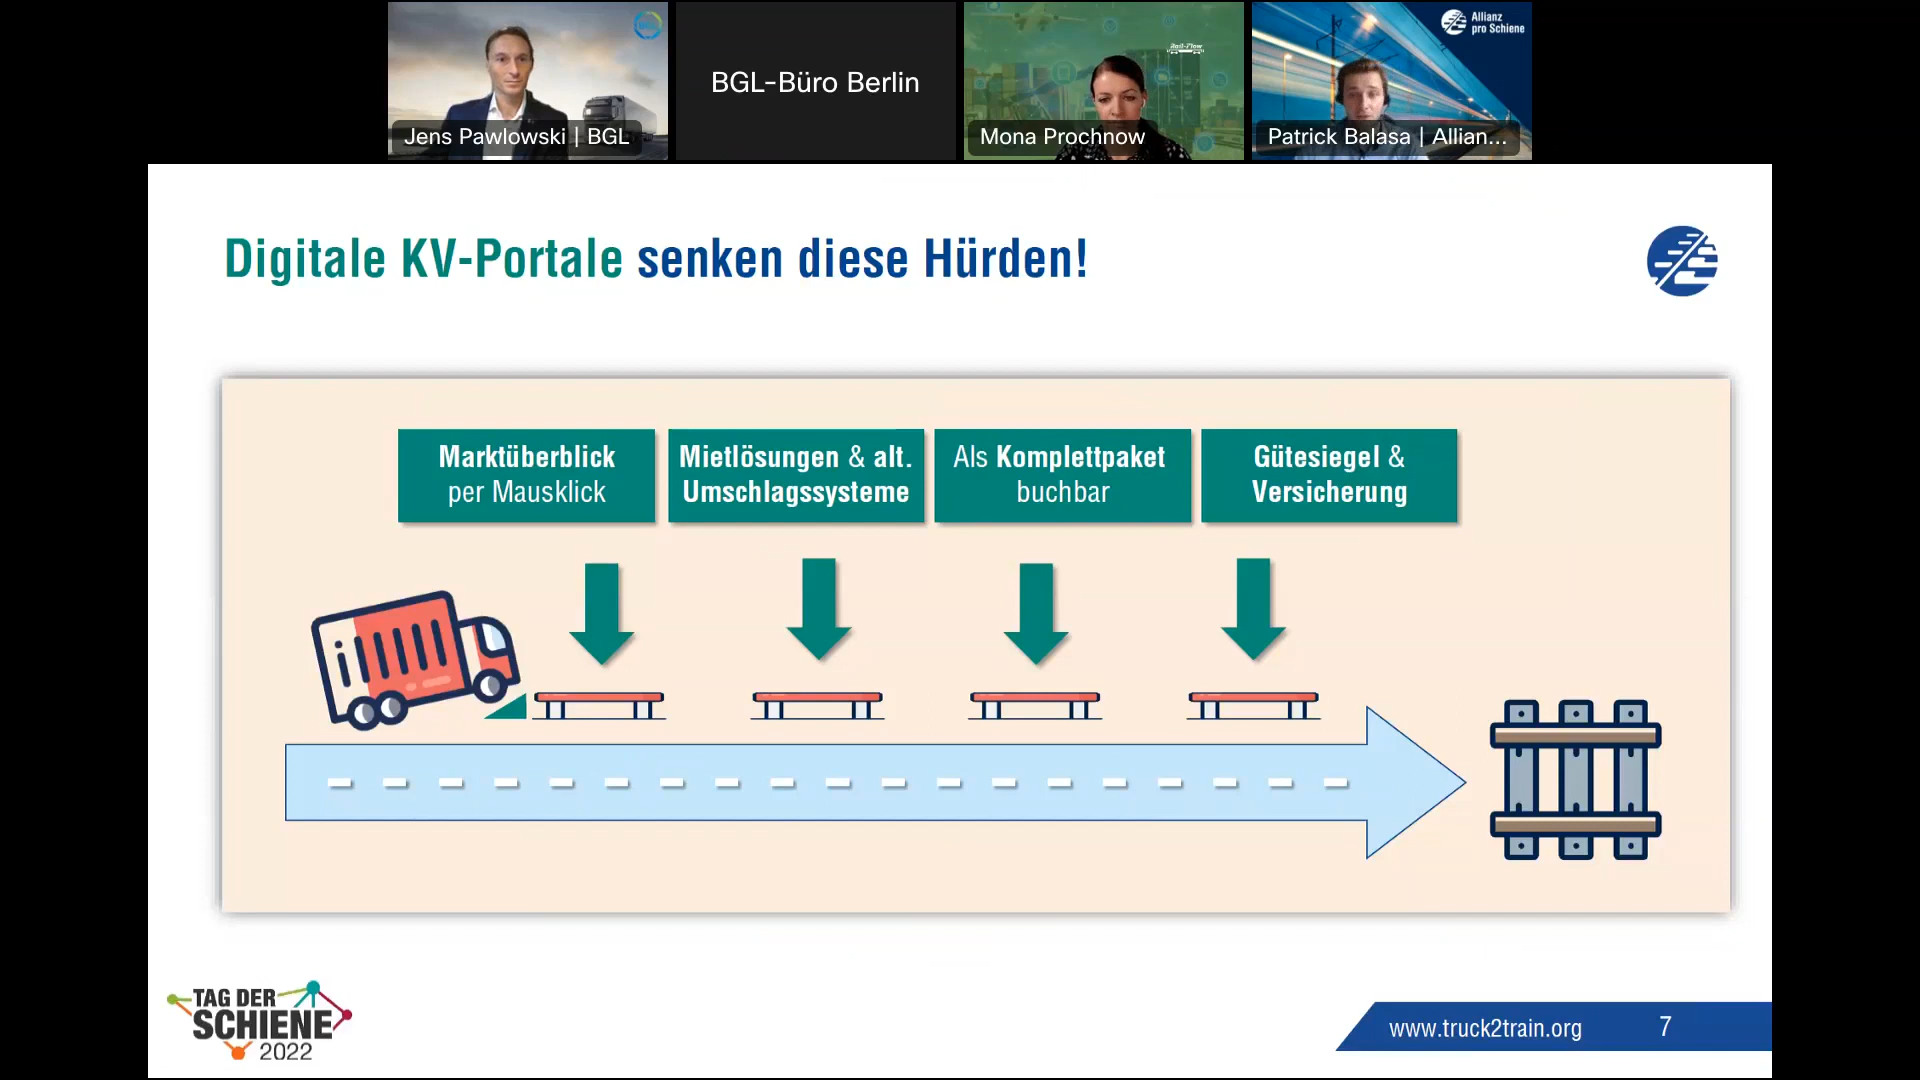 Allianz
pro Schiene
Rail-Flow
BGL-Büro Berlin
Jens Pawlowski | BGL
Mona Prochnow
Patrick Balasa | Allian...
Digitale KV-Portale senken diese Hürden!
Marktüberblick
per Mausklick
Mietlösungen & alt.
Umschlagssysteme
Als Komplettpaket
buchbar
Gütesiegel &
Versicherung
TAG DER
SCHIENE
2022
www.truck2train.org
7